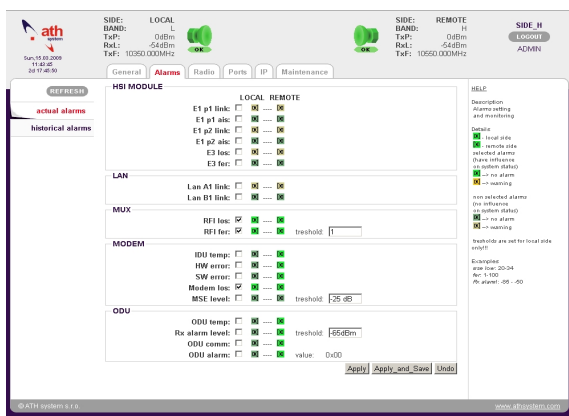 ath
system
Sun,15.03.2009
11:42:45
2d 17:45:50
SIDE: LOCAL
BAND: L
TxP: 0dBm
RxL: -54dBm
TxF: 10350.000MHz
OK
OK
SIDE: REMOTE
BAND: H
TxP: 0dBm
RxL: -54dBm
TxF: 10550.000MHz
SIDE_H
LOGOUT
ADMIN
General Alarms Radio Ports IP Maintenance
REFRESH
actual alarms
historical alarms
HSI MODULE
LOCAL REMOTE
E1 p1 link: ----
E1 p1 ais: ----
E1 p2 link: ----
E1 p2 ais: ----
E3 los: ----
E3 fer: ----
LAN
Lan A1 link: ----
Lan B1 link: ----
MUX
RFI los: ----
RFI fer: ---- treshold: 1
MODEM
IDU temp: ----
HW error: ----
SW error: ----
Modem los: ----
MSE level: ---- treshold: -25 dB
ODU
ODU temp: ----
Rx alarm level: ---- treshold: -65dBm
ODU comm: ----
ODU alarm: ---- value: 0x00
Apply Apply_and_Save Undo
HELP
Description
Alarms setting
and monitoring
Details
- local side
- remote side
selected alarms
(have influence
on system status)
--> no alarm
--> warning
non selected alarms
(no influence
on system status)
--> no alarm
--> warning
tresholds are set for local side
only!!!
Examples
mse low: 20-34
fer: 1-100
©ATH system s.r.o.
www.athsystem.com